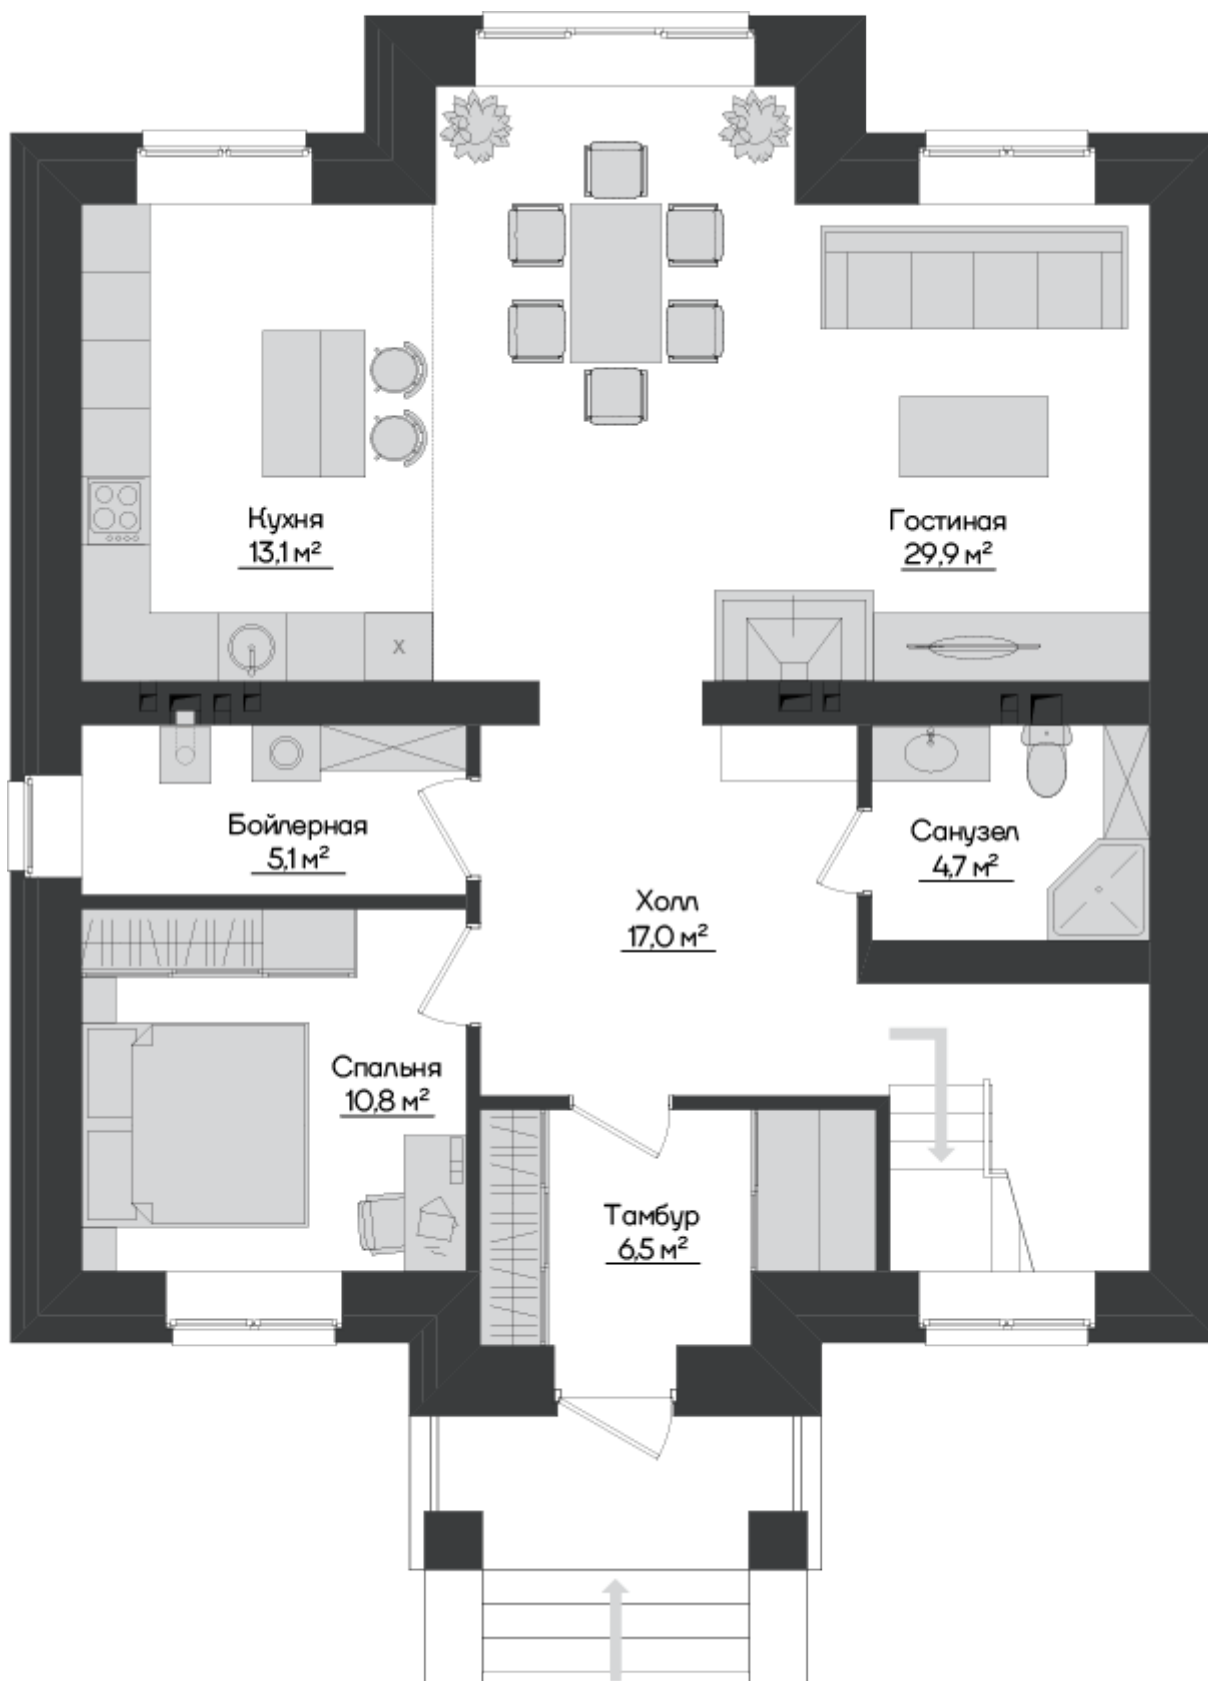 Кухня
13,1 м²
Гостиная
29,9 м²
X
Бойлерная
5,1 м²
Санузел
4,7 м²
Холл
17,0 м²
Спальня
10,8 м²
Тамбур
6,5 м²